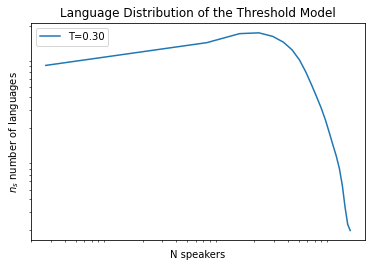 Language Distribution of the Threshold Model
T=0.30
n_s number of languages
N speakers